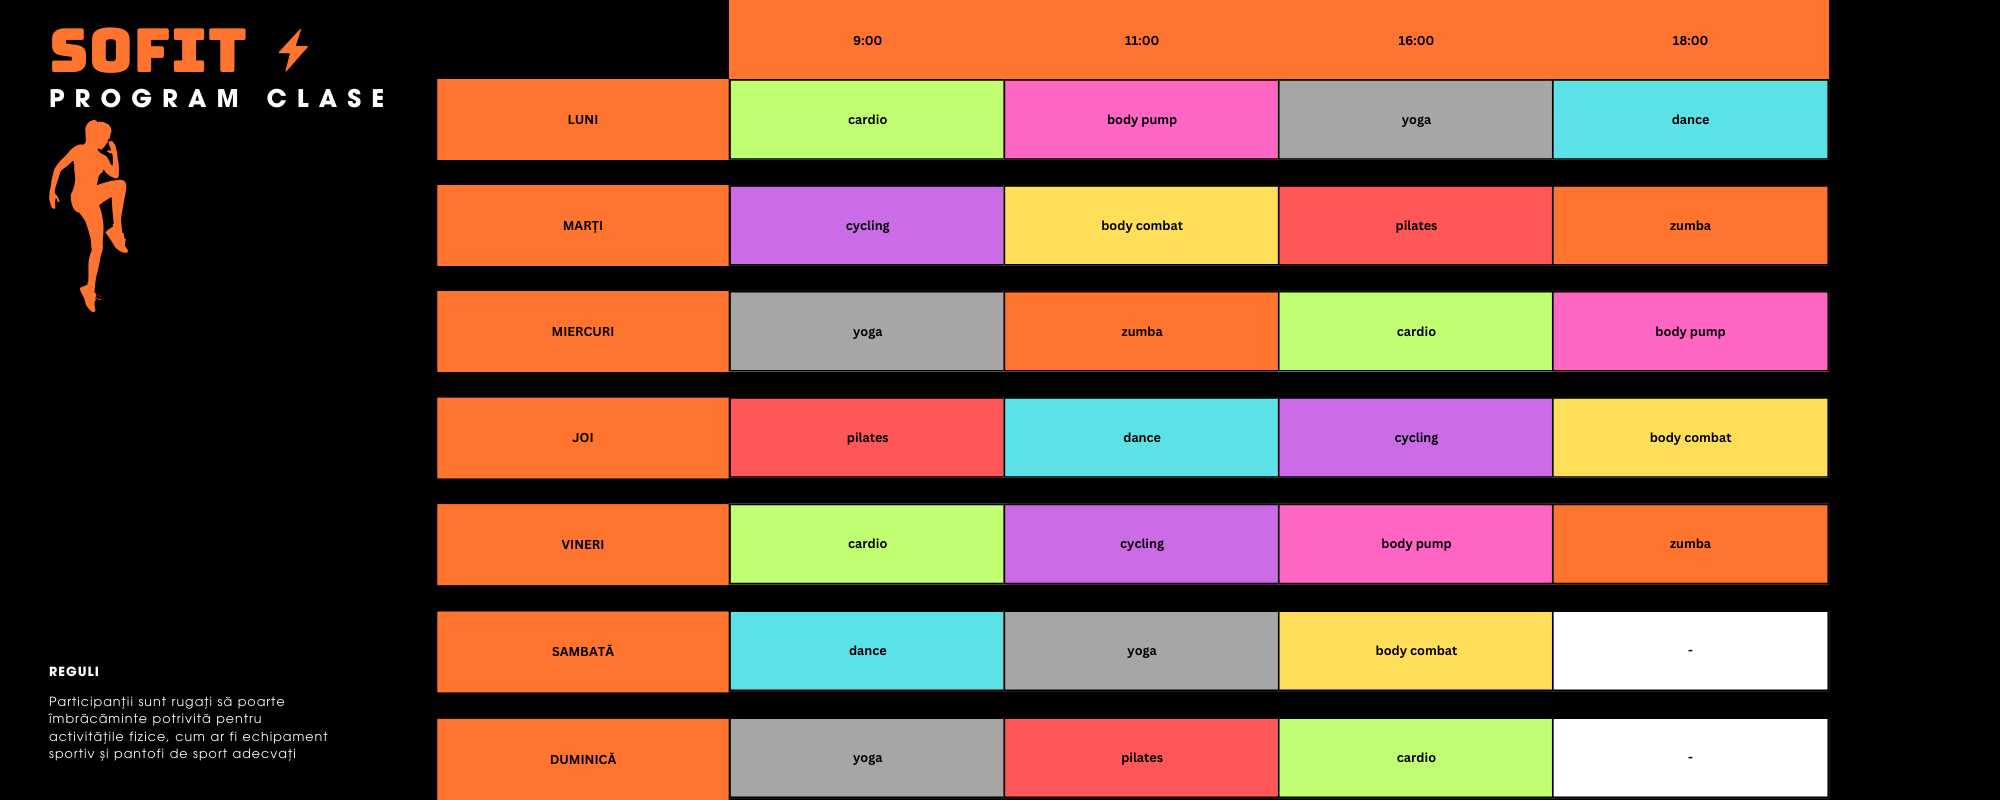 SOFIT
PROGRAM CLASE
9:00 11:00 16:00 18:00
LUNI cardio body pump yoga dance
MARȚI cycling body combat pilates zumba
MIERCURI yoga zumba cardio body pump
JOI pilates dance cycling body combat
VINERI cardio cycling body pump zumba
SAMBATĂ dance yoga body combat -
DUMINICĂ yoga pilates cardio -
REGULI
Participanții sunt rugați să poarte
îmbrăcăminte potrivită pentru
activitățile fizice, cum ar fi echipament
sportiv și pantofi de sport adecvați